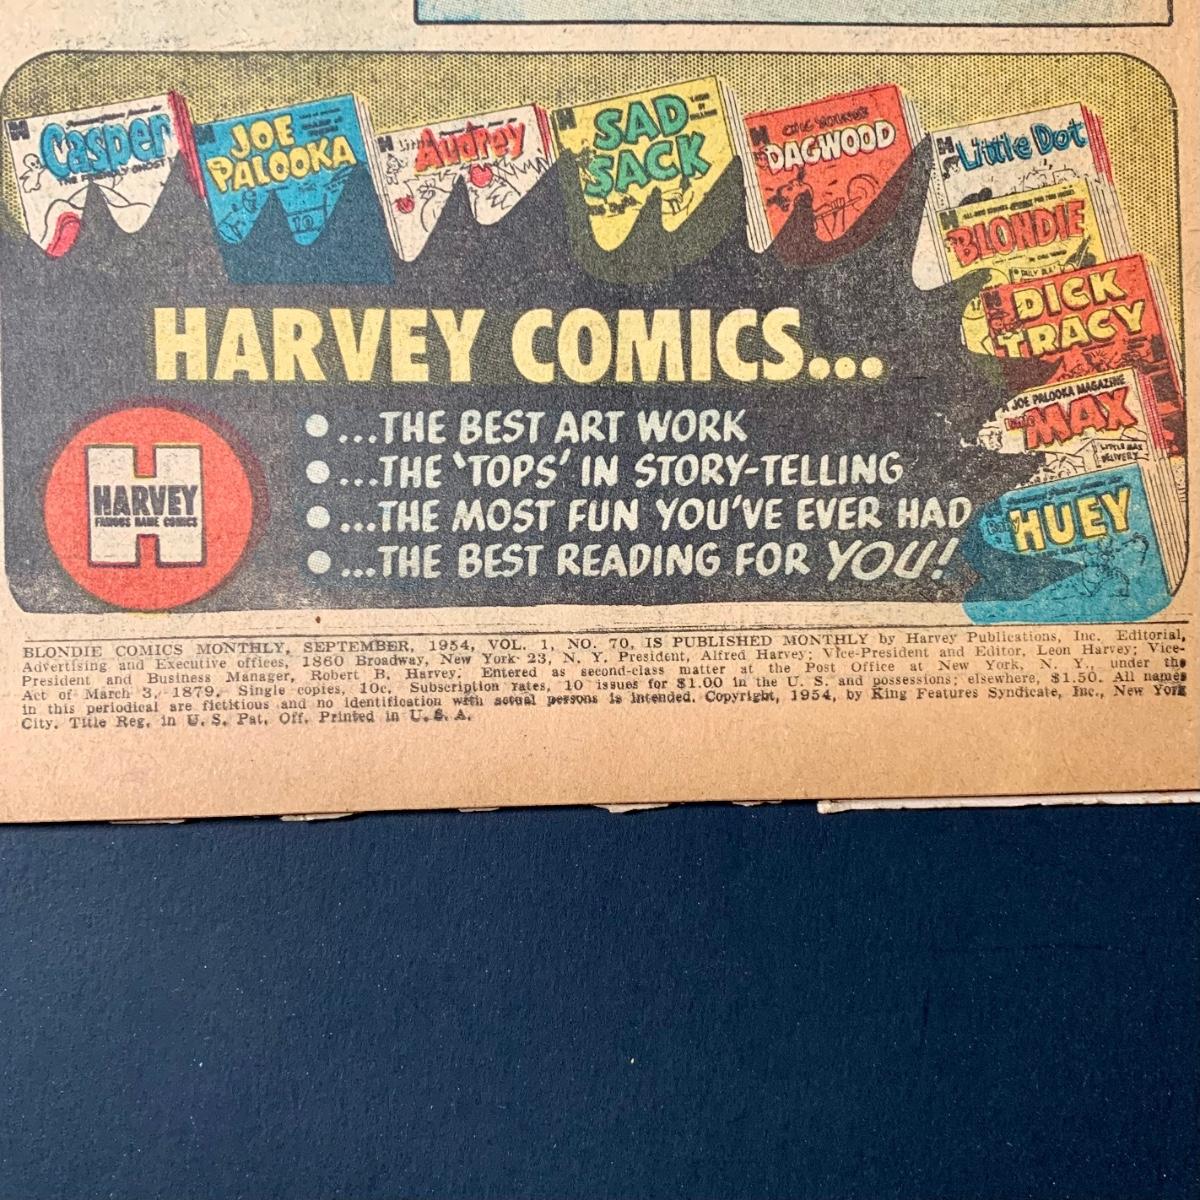 Casper
THE FRIENDLY GHOST
JOE
PALOOKA
Little Audrey
SAD
SACK
DAGWOOD
Little Dot
BLONDIE
DICK
TRACY
A JOE PALOOKA MAGAZINE
MAX
HUEY
HARVEY COMICS...
...THE BEST ART WORK
...THE 'TOPS' IN STORY-TELLING
...THE MOST FUN YOU'VE EVER HAD
...THE BEST READING FOR YOU!
H
HARVEY
FAMOUS NAME COMICS
BLONDIE COMICS MONTHLY, SEPTEMBER, 1954, VOL. 1, NO. 70, IS PUBLISHED MONTHLY by Harvey Publications, Inc. Editorial,
Advertising and Executive offices, 1860 Broadway, New York 23, N. Y. President, Alfred Harvey; Vice-President and Editor, Leon Harvey; Vice-
President and Business Manager, Robert B. Harvey. Entered as second-class matter at the Post Office at New York, N. Y., under the
Act of March 3, 1879. Single copies, 10c. Subscription rates, 10 issues for $1.00 in the U. S. and possessions; elsewhere, $1.50. All names
in this periodical are fictitious and no identification with actual persons is intended. Copyright, 1954, by King Features Syndicate, Inc., New York
City. Title Reg. in U. S. Pat. Off. Printed in U. S. A.